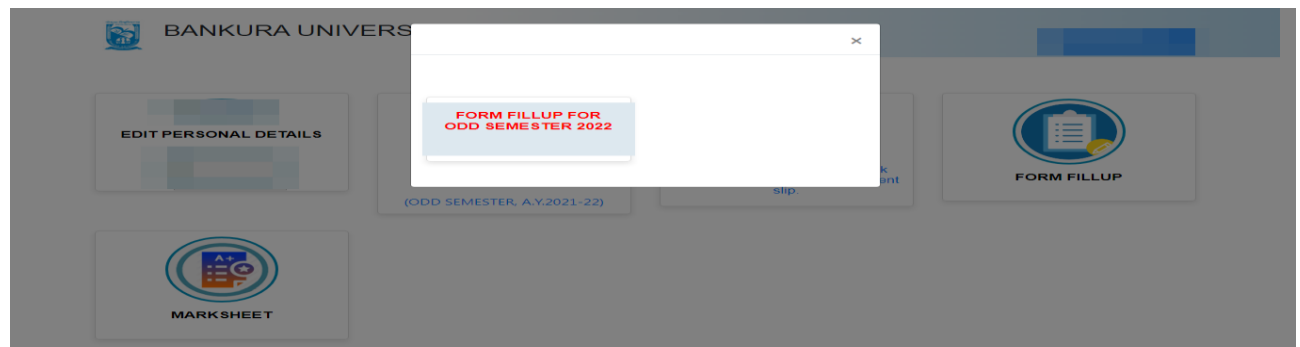 BANKURA UNIVERS
×
FORM FILLUP FOR
ODD SEMESTER 2022
EDIT PERSONAL DETAILS
(ODD SEMESTER, A.Y.2021-22)
slip.
FORM FILLUP
A+
MARKSHEET